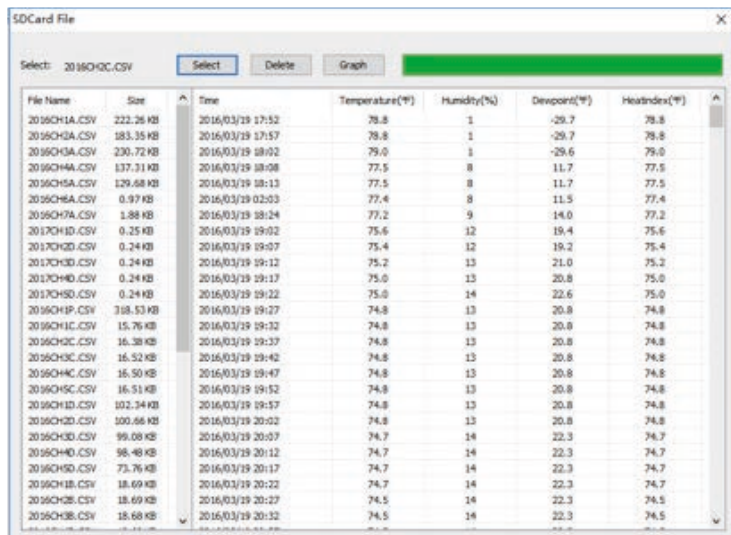 SDCard File
Select: 2016CH2C.CSV Select Delete Graph
File Name Size Time Temperature(℉) Humidity(%) Dewpoint(℉) Heatindex(℉)
2016CH1A.CSV 222.26 KB 2016/03/19 17:52 78.8 1 -29.7 78.8
2016CH2A.CSV 183.35 KB 2016/03/19 17:57 78.8 1 -29.7 78.8
2016CH3A.CSV 230.72 KB 2016/03/19 18:02 79.0 1 -29.6 79.0
2016CH4A.CSV 137.31 KB 2016/03/19 18:08 77.5 8 11.7 77.5
2016CH5A.CSV 129.68 KB 2016/03/19 18:13 77.5 8 11.7 77.5
2016CH6A.CSV 0.97 KB 2016/03/19 02:03 77.4 8 11.5 77.4
2016CH7A.CSV 1.88 KB 2016/03/19 18:24 77.2 9 14.0 77.2
2017CH1D.CSV 0.25 KB 2016/03/19 19:02 75.6 12 19.4 75.6
2017CH2D.CSV 0.24 KB 2016/03/19 19:07 75.4 12 19.2 75.4
2017CH3D.CSV 0.24 KB 2016/03/19 19:12 75.2 13 21.0 75.2
2017CH4D.CSV 0.24 KB 2016/03/19 19:17 75.0 13 20.8 75.0
2017CH5D.CSV 0.24 KB 2016/03/19 19:22 75.0 14 22.6 75.0
2016CH1P.CSV 318.53 KB 2016/03/19 19:27 74.8 13 20.8 74.8
2016CH1C.CSV 15.76 KB 2016/03/19 19:32 74.8 13 20.8 74.8
2016CH2C.CSV 16.38 KB 2016/03/19 19:37 74.8 13 20.8 74.8
2016CH3C.CSV 16.52 KB 2016/03/19 19:42 74.8 13 20.8 74.8
2016CH4C.CSV 16.50 KB 2016/03/19 19:47 74.8 13 20.8 74.8
2016CH5C.CSV 16.51 KB 2016/03/19 19:52 74.8 13 20.8 74.8
2016CH1D.CSV 102.34 KB 2016/03/19 19:57 74.8 13 20.8 74.8
2016CH2D.CSV 100.66 KB 2016/03/19 20:02 74.8 13 20.8 74.8
2016CH3D.CSV 99.08 KB 2016/03/19 20:07 74.7 14 22.3 74.7
2016CH4D.CSV 98.48 KB 2016/03/19 20:12 74.7 14 22.3 74.7
2016CH5D.CSV 73.76 KB 2016/03/19 20:17 74.7 14 22.3 74.7
2016CH1B.CSV 18.69 KB 2016/03/19 20:22 74.7 14 22.3 74.7
2016CH2B.CSV 18.69 KB 2016/03/19 20:27 74.5 14 22.3 74.5
2016CH3B.CSV 18.68 KB 2016/03/19 20:32 74.5 14 22.3 74.5